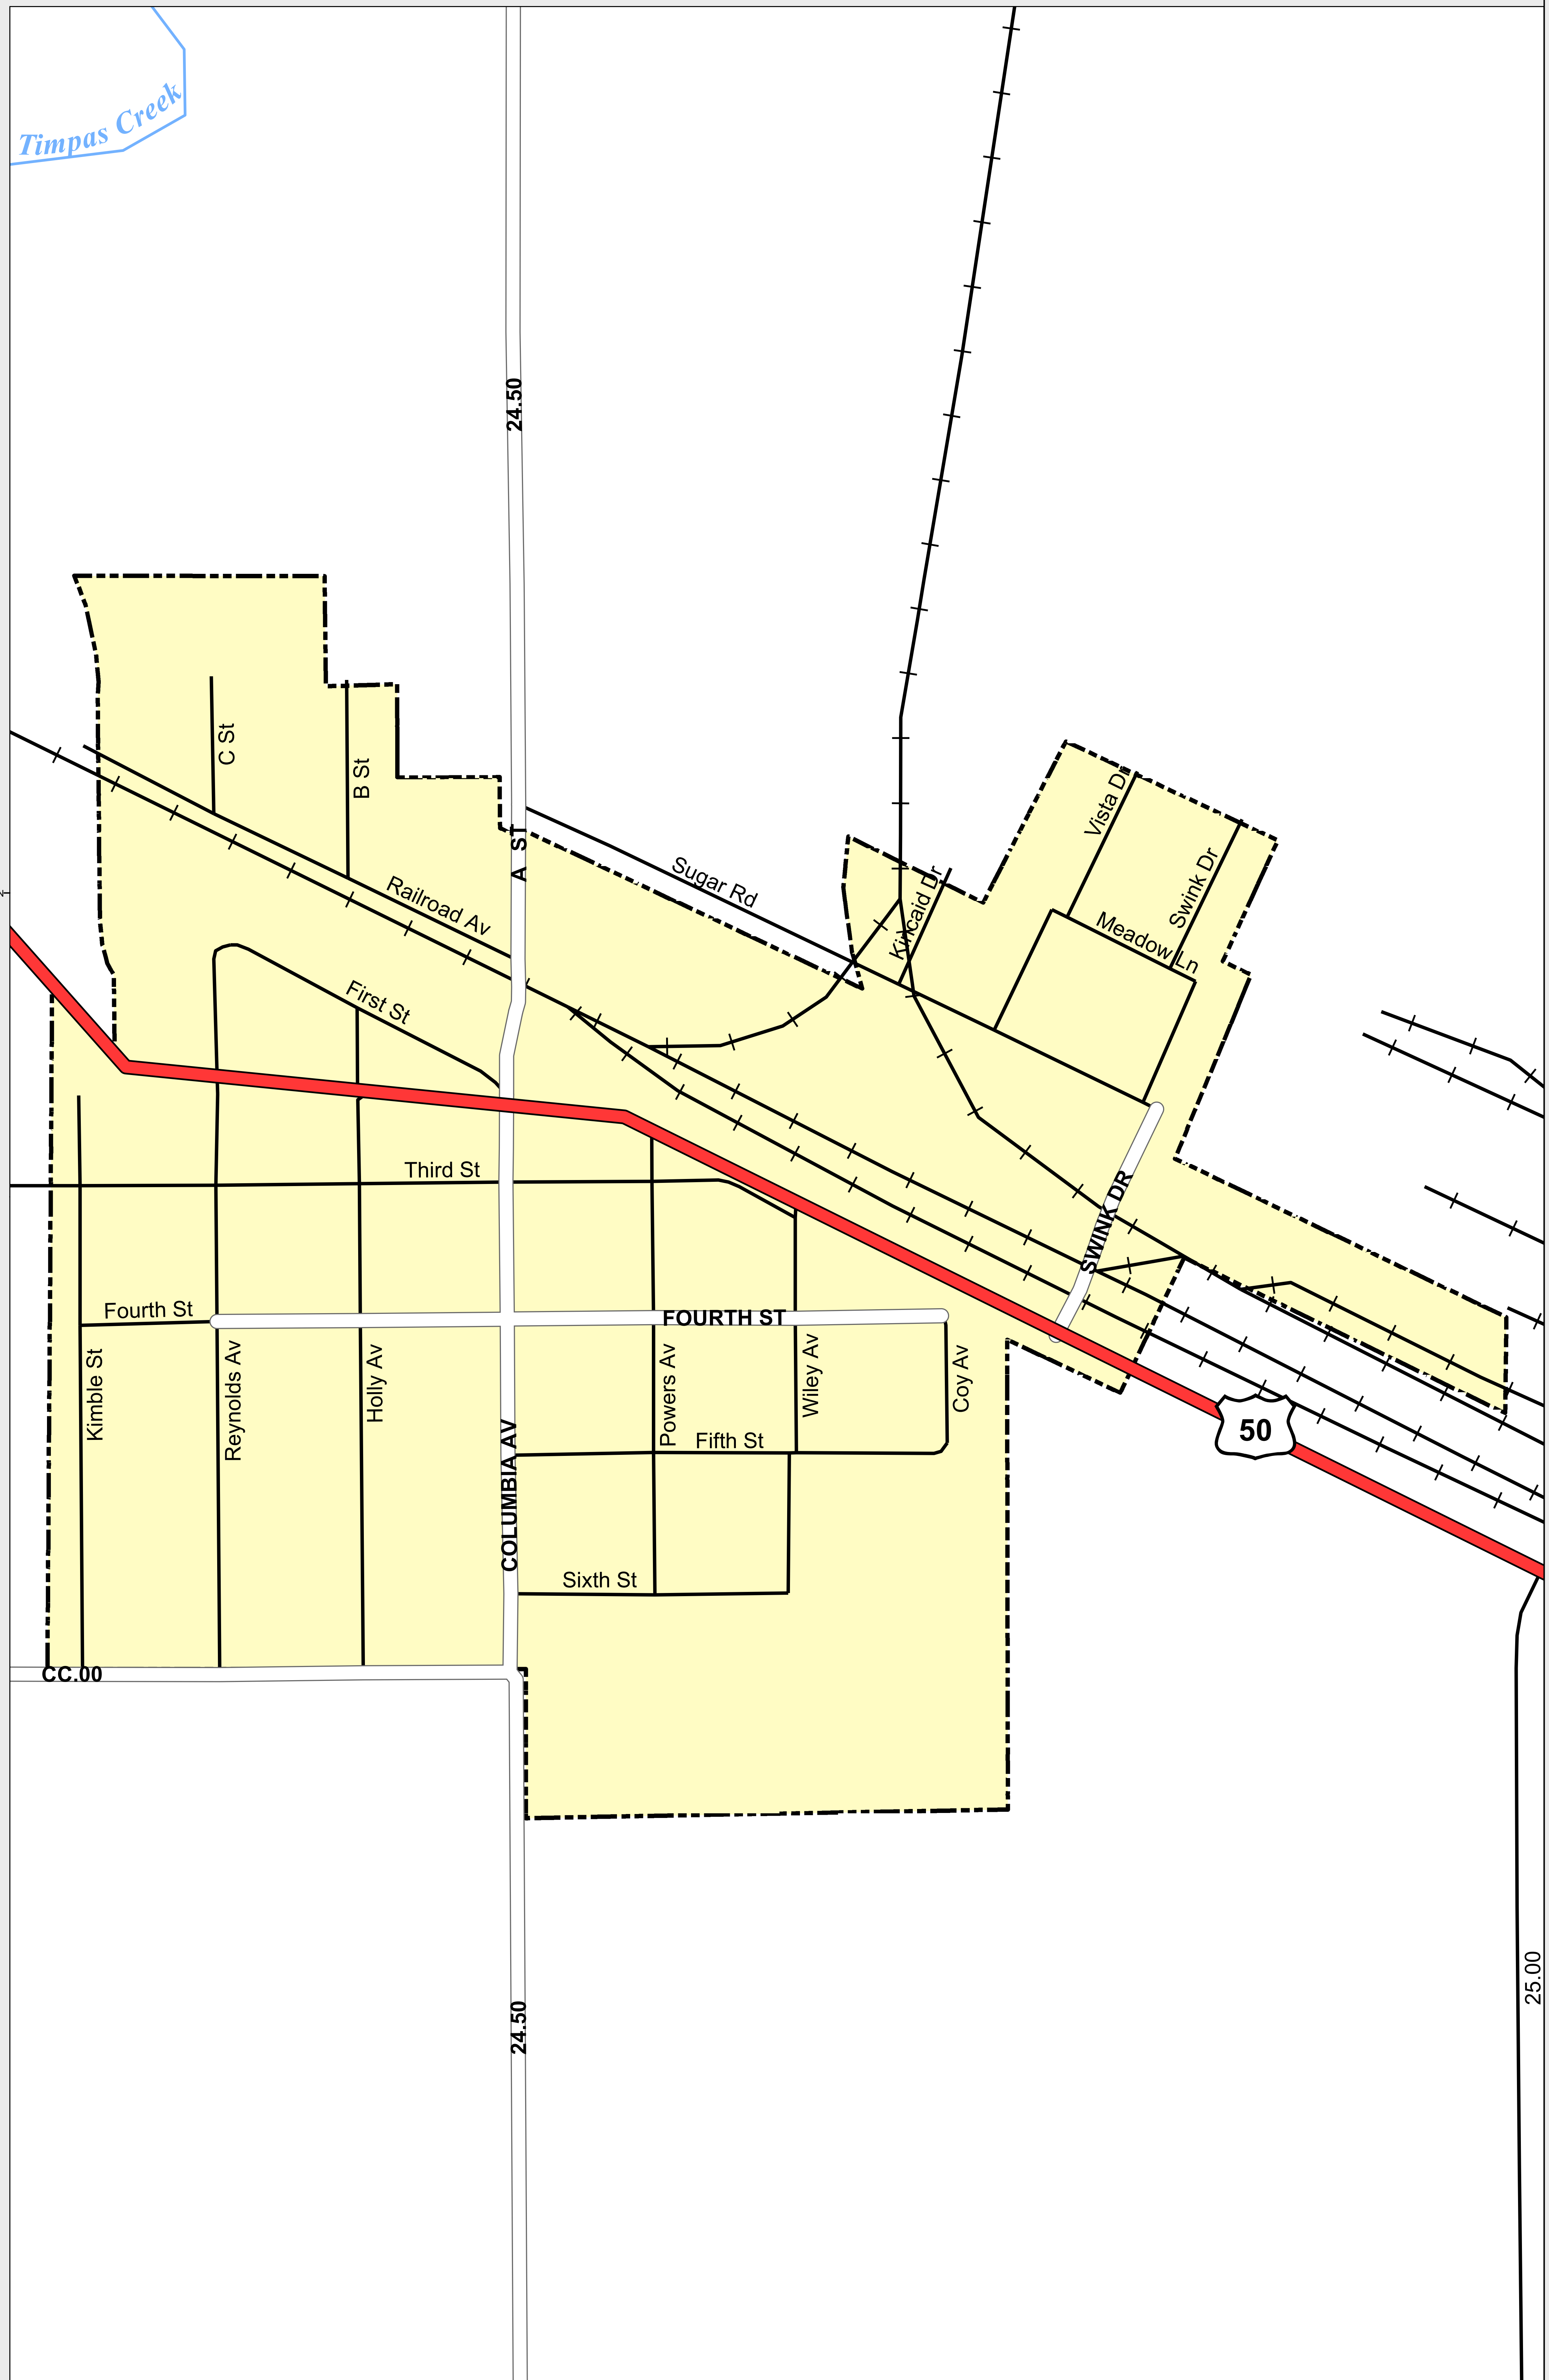 Timpas Creek
24.50
C St
B St
A ST
Vista D
Sugar Rd
Kincaid Dr
Swink Dr
Railroad Av
Meadow Ln
First St
Third St
SWINK DR
Fourth St
FOURTH ST
Kimble St
Reynolds Av
Holly Av
Powers Av
Wiley Av
Coy Av
50
Fifth St
COLUMBIA AV
Sixth St
CC.00
25.00
24.50